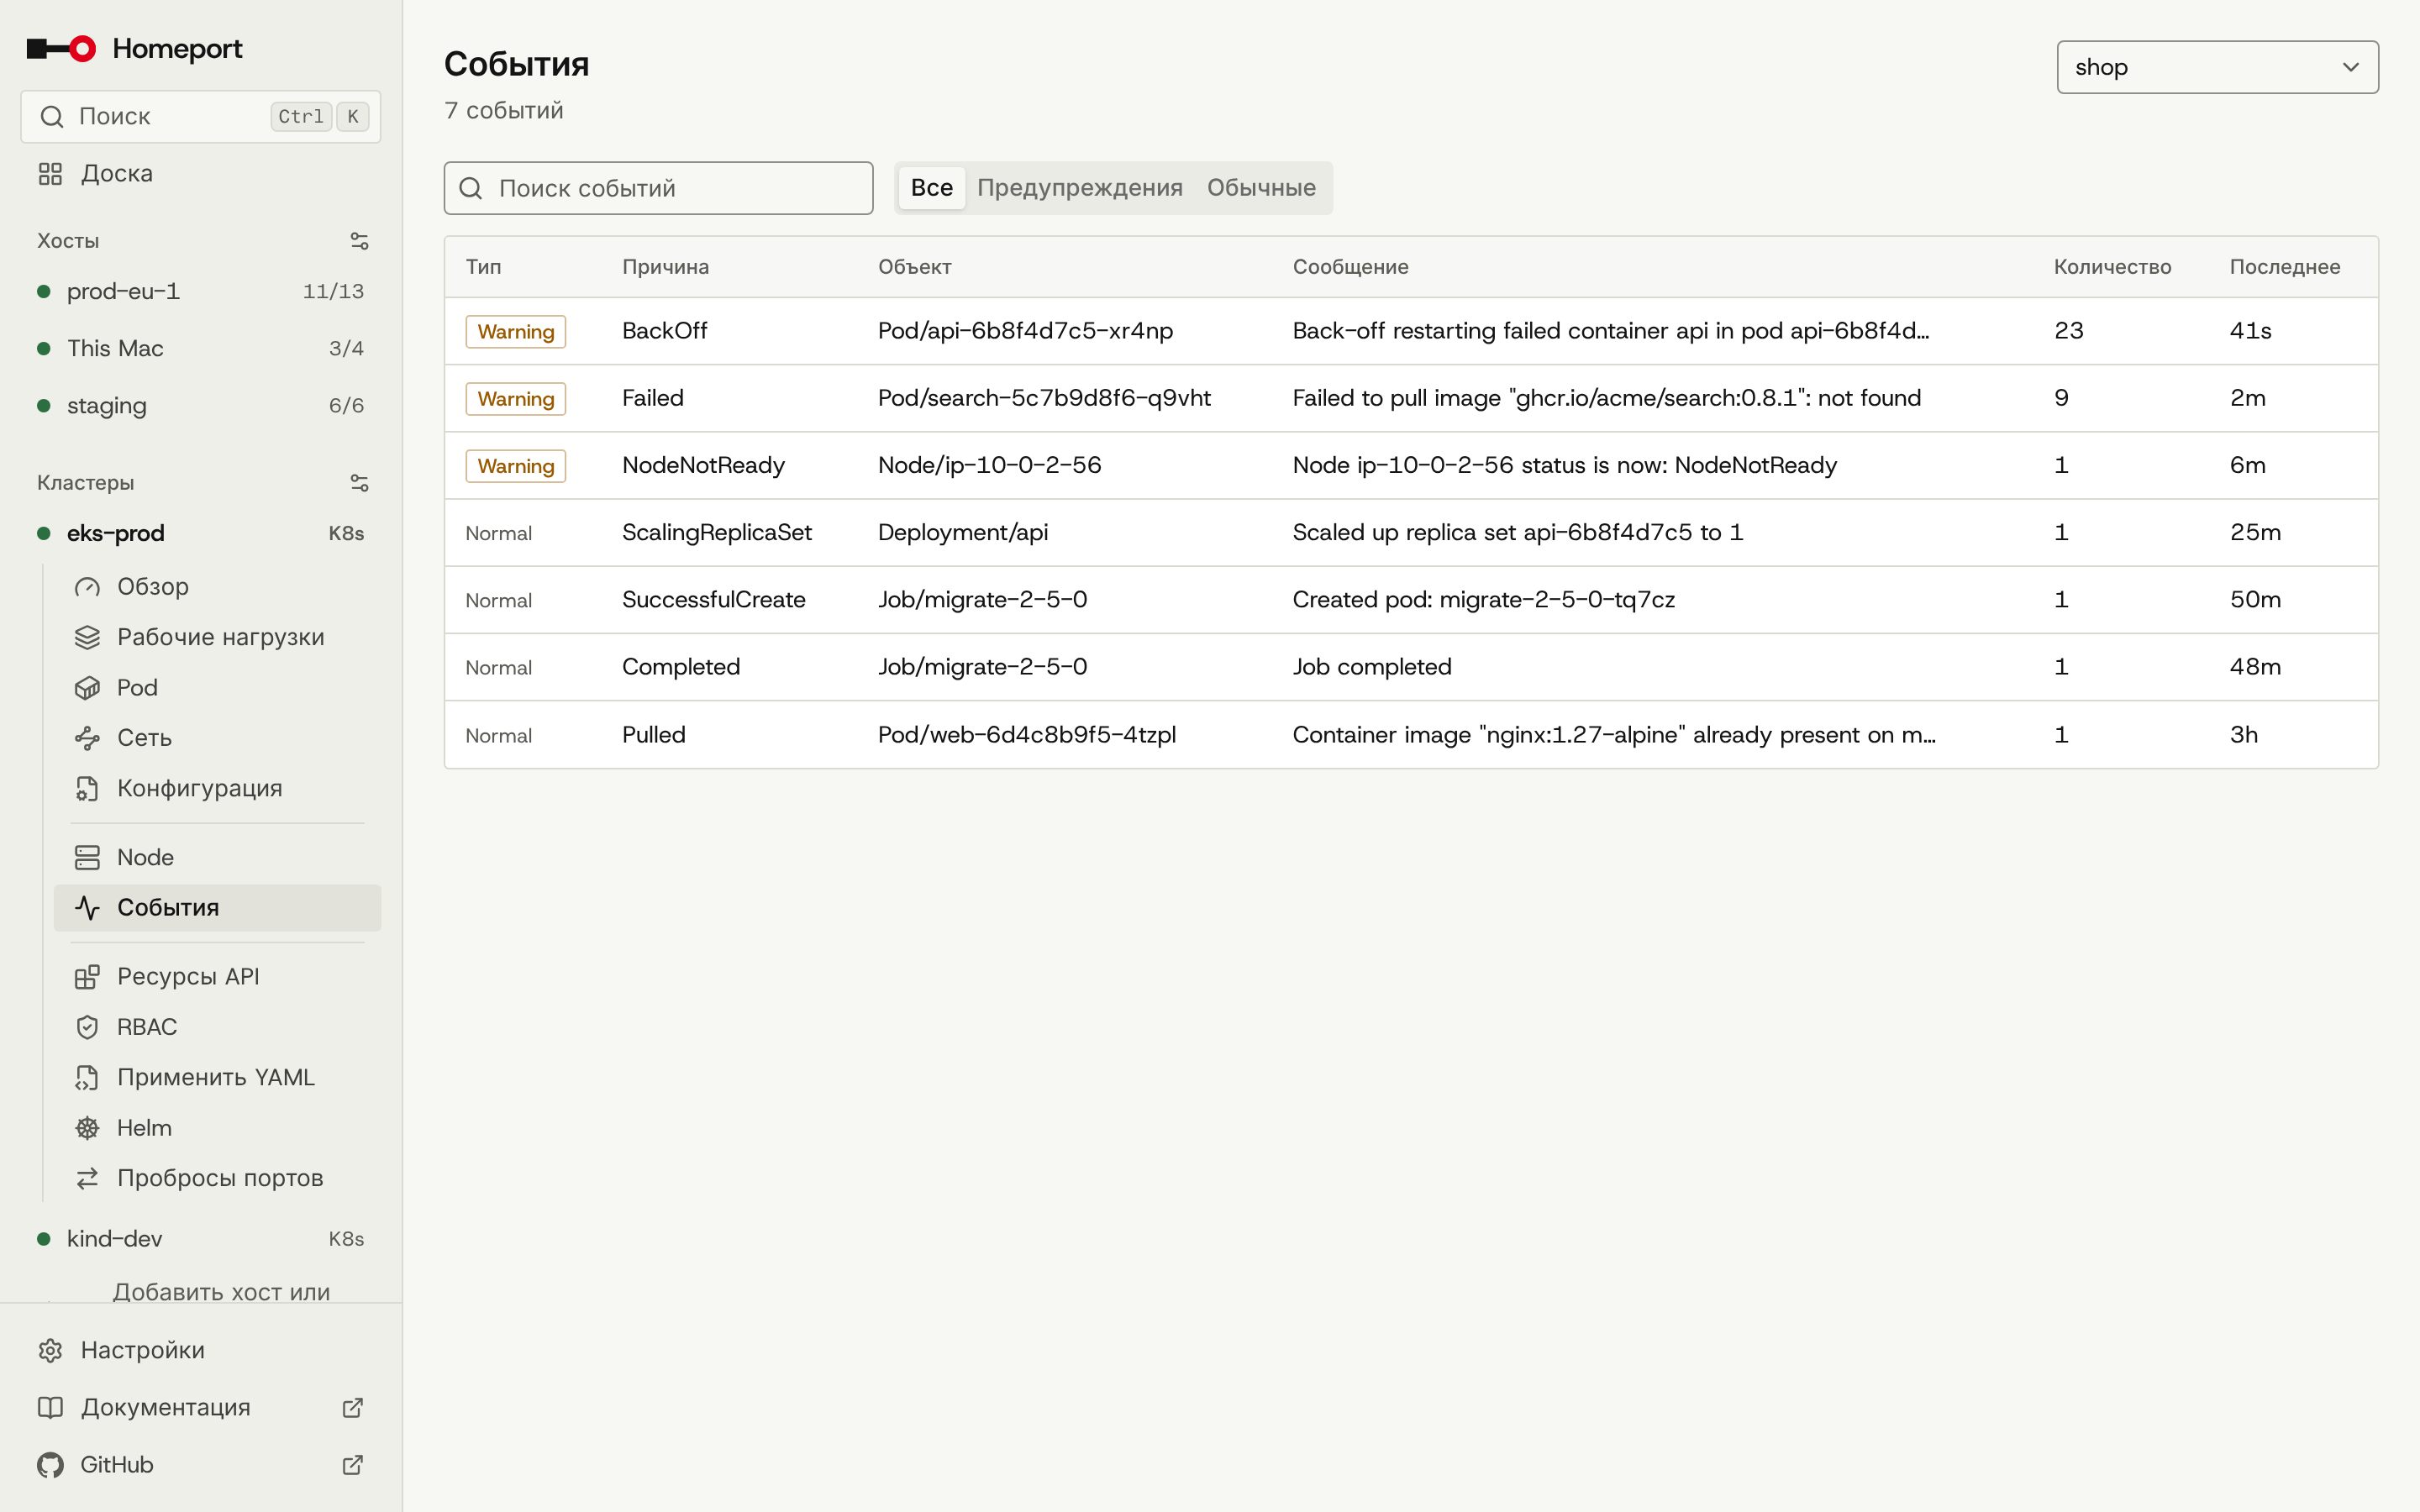 Homeport
Поиск Ctrl K
Доска
Хосты
prod-eu-1 11/13
This Mac 3/4
staging 6/6
Кластеры
eks-prod K8s
Обзор
Рабочие нагрузки
Pod
Сеть
Конфигурация
Node
События
Ресурсы API
RBAC
Применить YAML
Helm
Пробросы портов
kind-dev K8s
Добавить хост или
Настройки
Документация
GitHub
События
7 событий
shop
Поиск событий
Все Предупреждения Обычные
Тип Причина Объект Сообщение Количество Последнее
Warning BackOff Pod/api-6b8f4d7c5-xr4np Back-off restarting failed container api in pod api-6b8f4d… 23 41s
Warning Failed Pod/search-5c7b9d8f6-q9vht Failed to pull image "ghcr.io/acme/search:0.8.1": not found 9 2m
Warning NodeNotReady Node/ip-10-0-2-56 Node ip-10-0-2-56 status is now: NodeNotReady 1 6m
Normal ScalingReplicaSet Deployment/api Scaled up replica set api-6b8f4d7c5 to 1 1 25m
Normal SuccessfulCreate Job/migrate-2-5-0 Created pod: migrate-2-5-0-tq7cz 1 50m
Normal Completed Job/migrate-2-5-0 Job completed 1 48m
Normal Pulled Pod/web-6d4c8b9f5-4tzpl Container image "nginx:1.27-alpine" already present on m… 1 3h